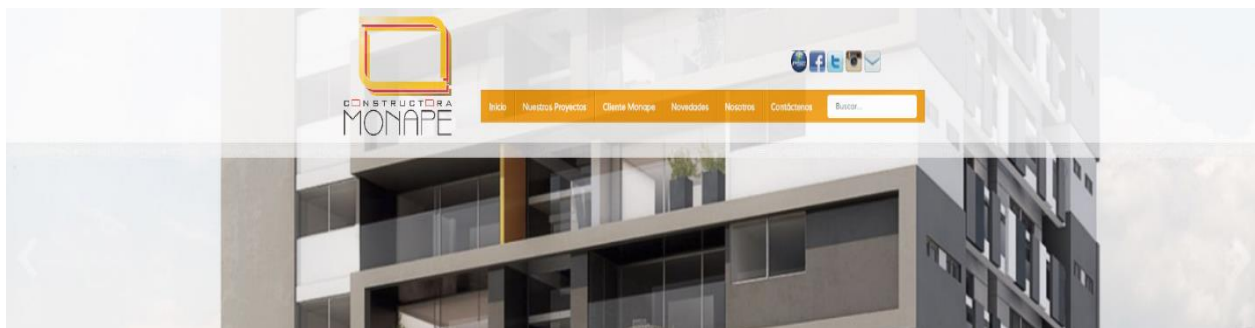 CONSTRUCTORA
MONAPE
Inicio Nuestros Proyectos Cliente Monape Novedades Nosotros Contáctenos Buscar...